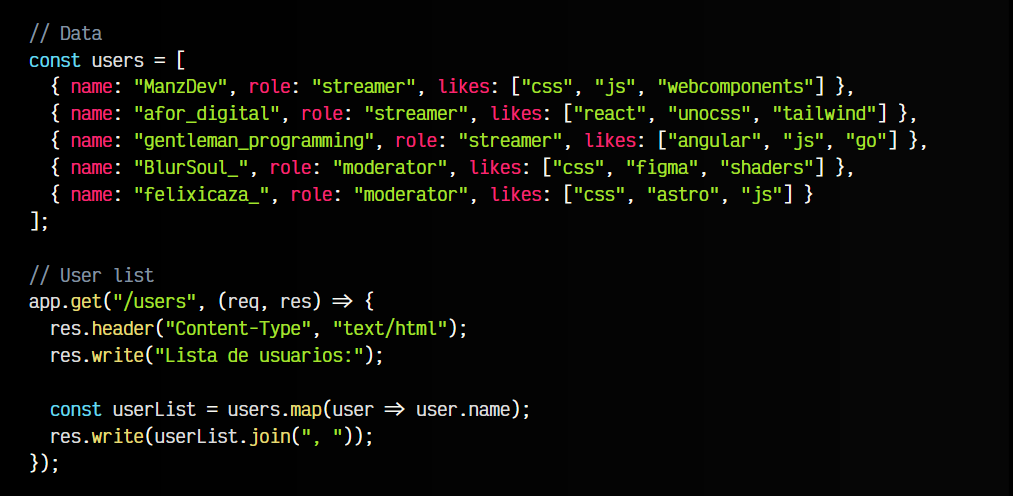 // Data
const users = [
  { name: "ManzDev", role: "streamer", likes: ["css", "js", "webcomponents"] },
  { name: "afor_digital", role: "streamer", likes: ["react", "unocss", "tailwind"] },
  { name: "gentleman_programming", role: "streamer", likes: ["angular", "js", "go"] },
  { name: "BlurSoul_", role: "moderator", likes: ["css", "figma", "shaders"] },
  { name: "felixicaza_", role: "moderator", likes: ["css", "astro", "js"] }
];

// User list
app.get("/users", (req, res) => {
  res.header("Content-Type", "text/html");
  res.write("Lista de usuarios:");

  const userList = users.map(user => user.name);
  res.write(userList.join(", "));
});